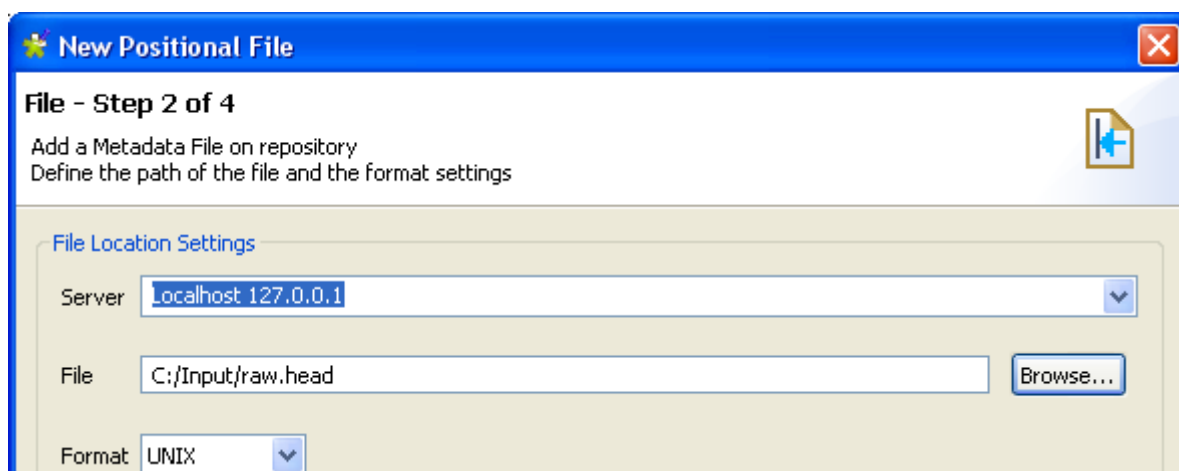 New Positional File
File - Step 2 of 4
Add a Metadata File on repository
Define the path of the file and the format settings
File Location Settings
Server Localhost 127.0.0.1
File C:/Input/raw.head Browse...
Format UNIX